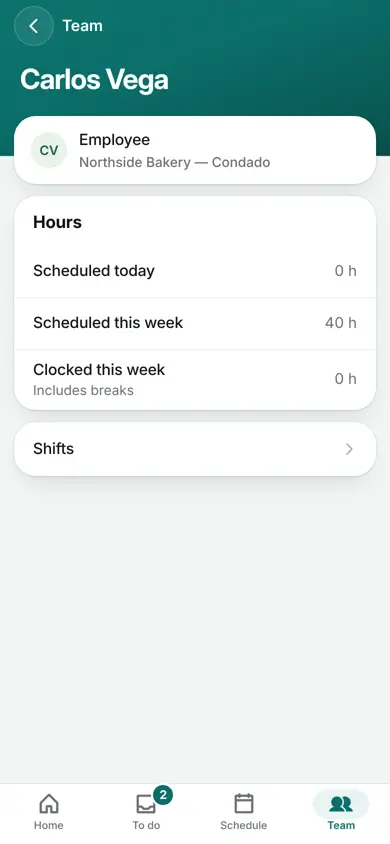 Team
Carlos Vega
CV
Employee
Northside Bakery — Condado
Hours
Scheduled today
0 h
Scheduled this week
40 h
Clocked this week
Includes breaks
0 h
Shifts
2
Home
To do
Schedule
Team